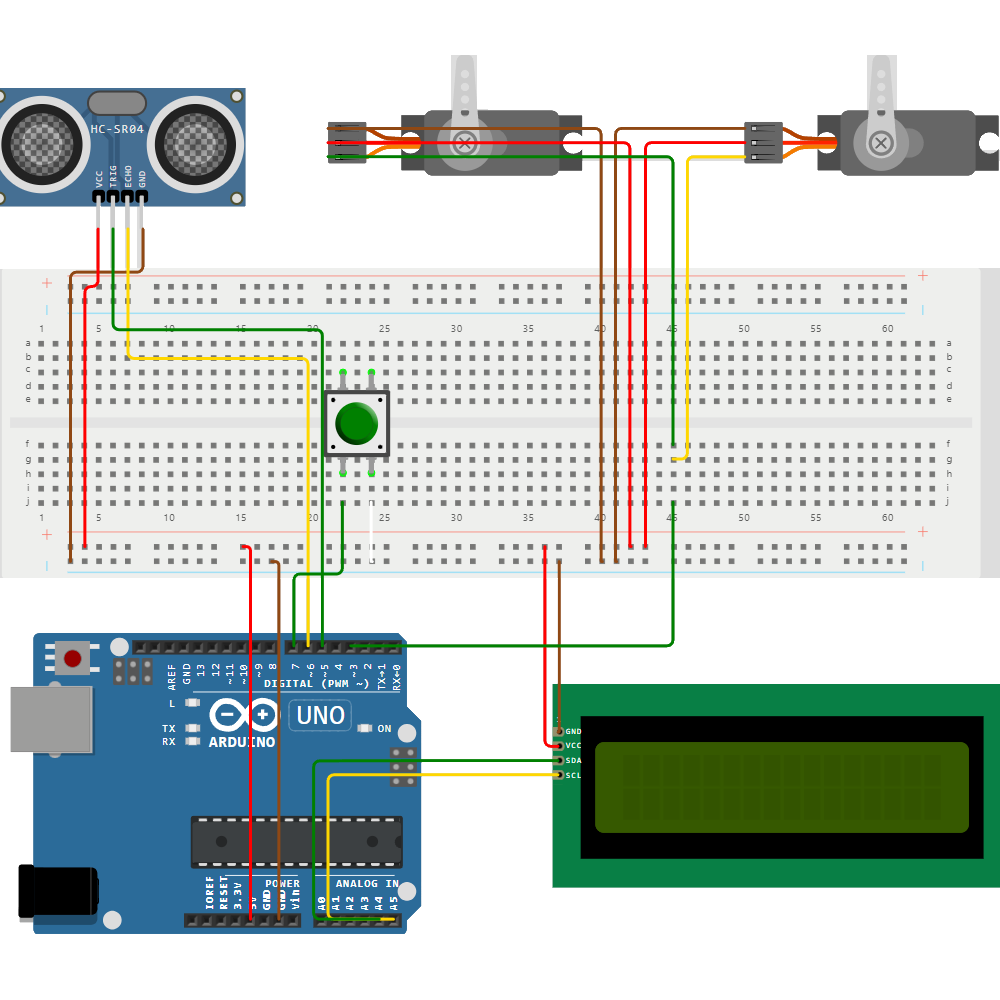 HC-SR04
VCC TRIG ECHO GND
+ +
1 5 10 15 20 25 30 35 40 45 50 55 60
a a
b b
c c
d d
e e
f f
g g
h h
i i
j j
1 5 10 15 20 25 30 35 40 45 50 55 60
+ +
AREF GND 13 12 ~11 ~10 ~9 8 7 ~6 ~5 4 ~3 2 TX→1 RX←0
DIGITAL (PWM ~)
L
TX
RX
UNO
ON
ARDUINO
GND
VCC
SDA
SCL
POWER ANALOG IN
IOREF RESET 3.3V 5V GND GND Vin A0 A1 A2 A3 A4 A5